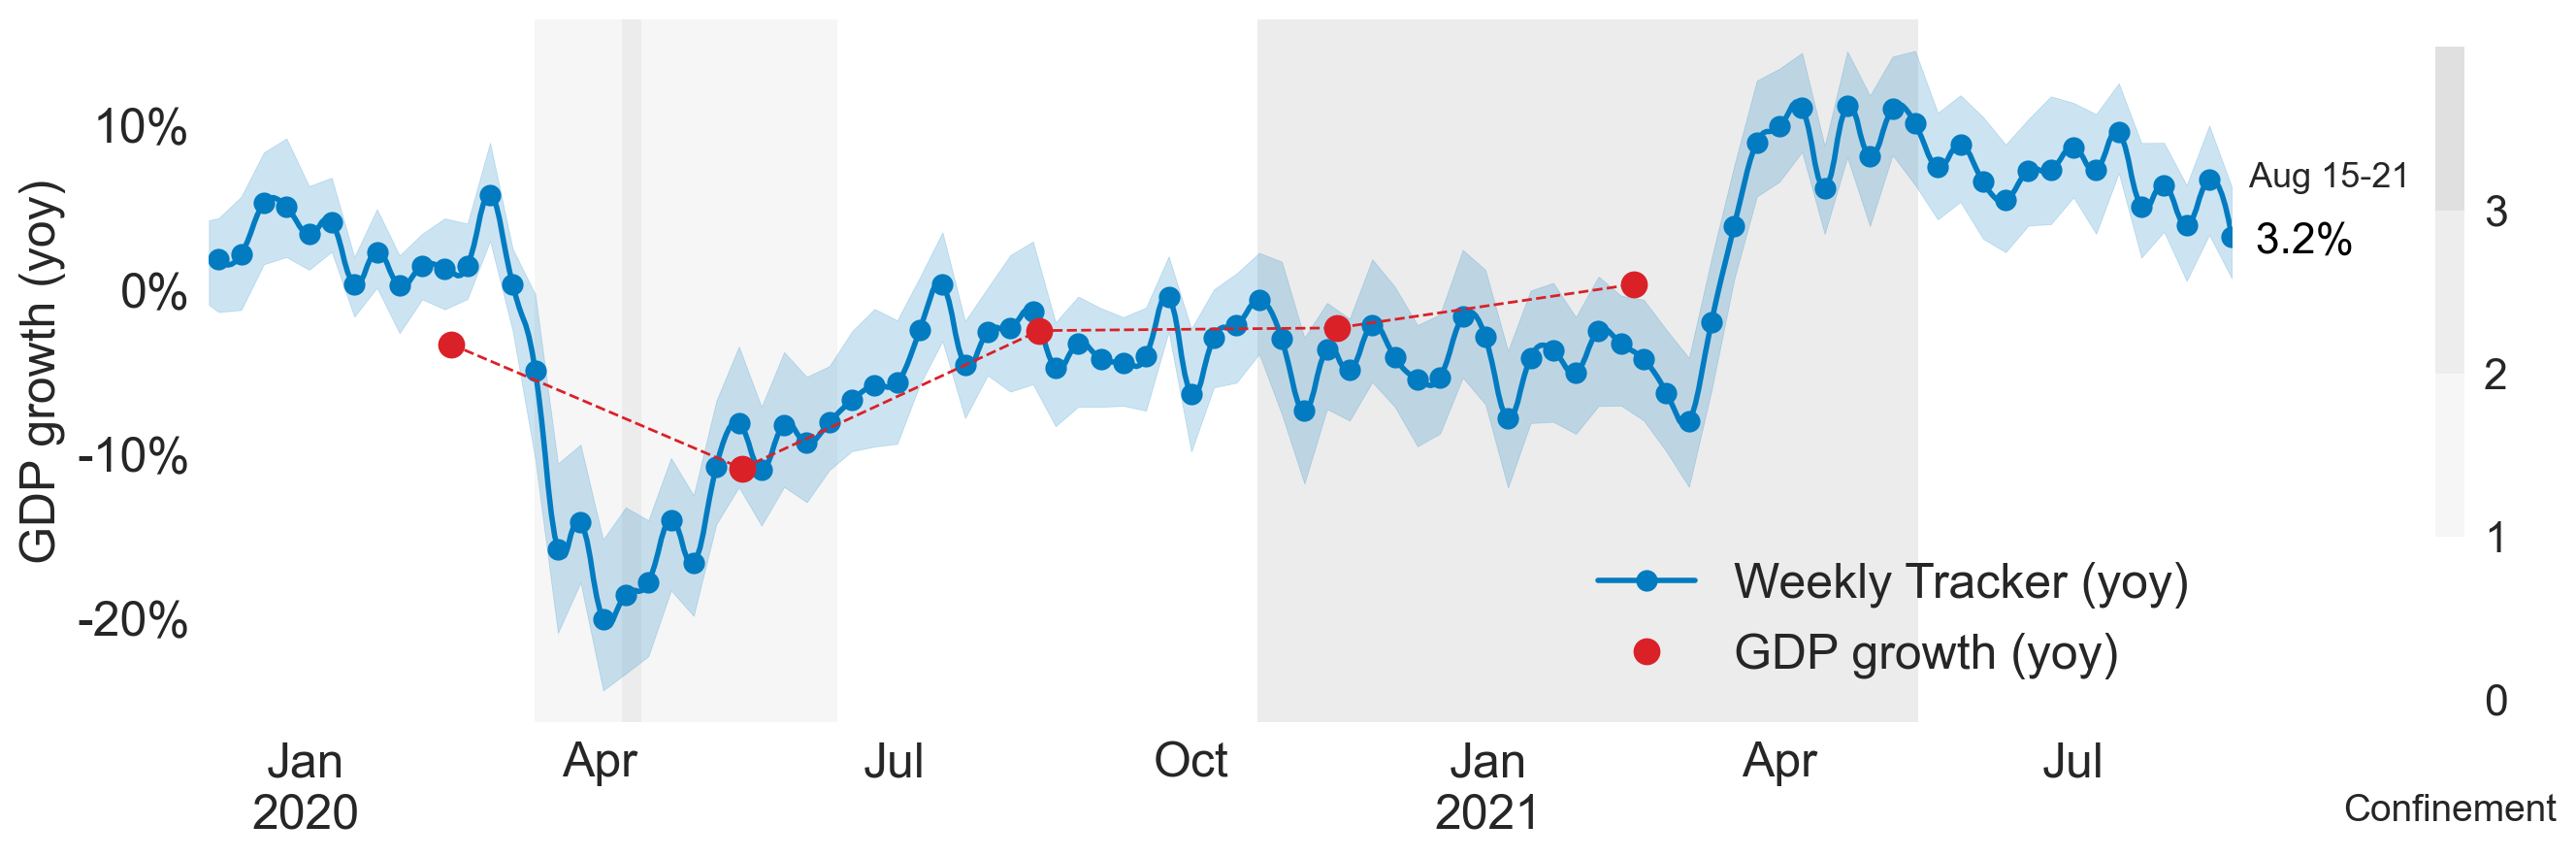 GDP growth (yoy)
10%
0%
-10%
-20%
Aug 15-21
3.2%
3
2
1
0
Weekly Tracker (yoy)
GDP growth (yoy)
Jan
2020
Apr
Jul
Oct
Jan
2021
Apr
Jul
Confinement